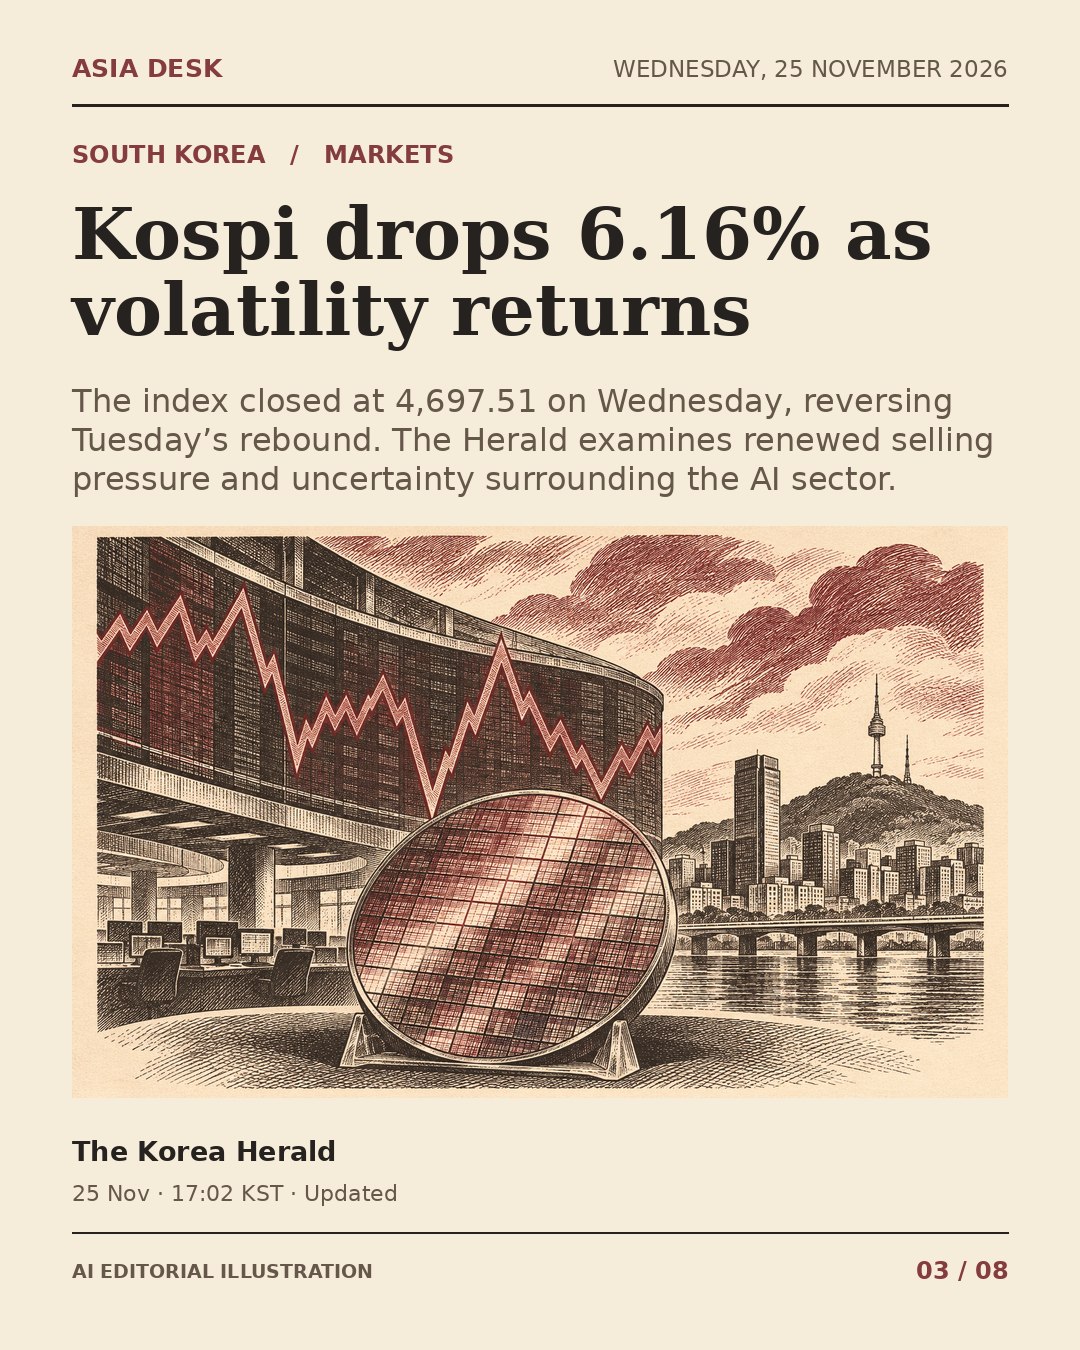 ASIA DESK
WEDNESDAY, 25 NOVEMBER 2026
SOUTH KOREA / MARKETS
Kospi drops 6.16% as
volatility returns
The index closed at 4,697.51 on Wednesday, reversing
Tuesday’s rebound. The Herald examines renewed selling
pressure and uncertainty surrounding the AI sector.
The Korea Herald
25 Nov · 17:02 KST · Updated
AI EDITORIAL ILLUSTRATION
03 / 08